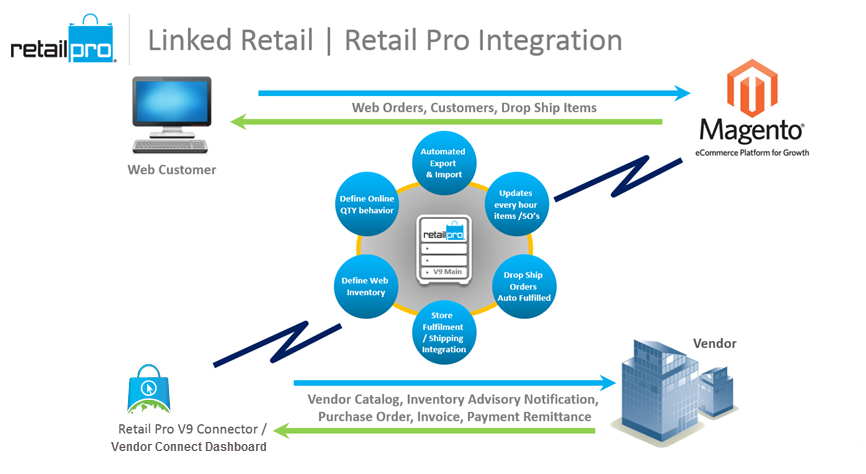 retailpro
Linked Retail | Retail Pro Integration
Web Orders, Customers, Drop Ship Items
Web Customer
Magento®
eCommerce Platform for Growth
Automated
Export
& Import
Updates
every hour
items /SO's
Drop Ship
Orders
Auto Fulfilled
Store
Fulfilment
/ Shipping
Integration
Define Web
Inventory
Define Online
QTY behavior
retailpro
V9 Main
Vendor
Vendor Catalog, Inventory Advisory Notification,
Purchase Order, Invoice, Payment Remittance
Retail Pro V9 Connector /
Vendor Connect Dashboard